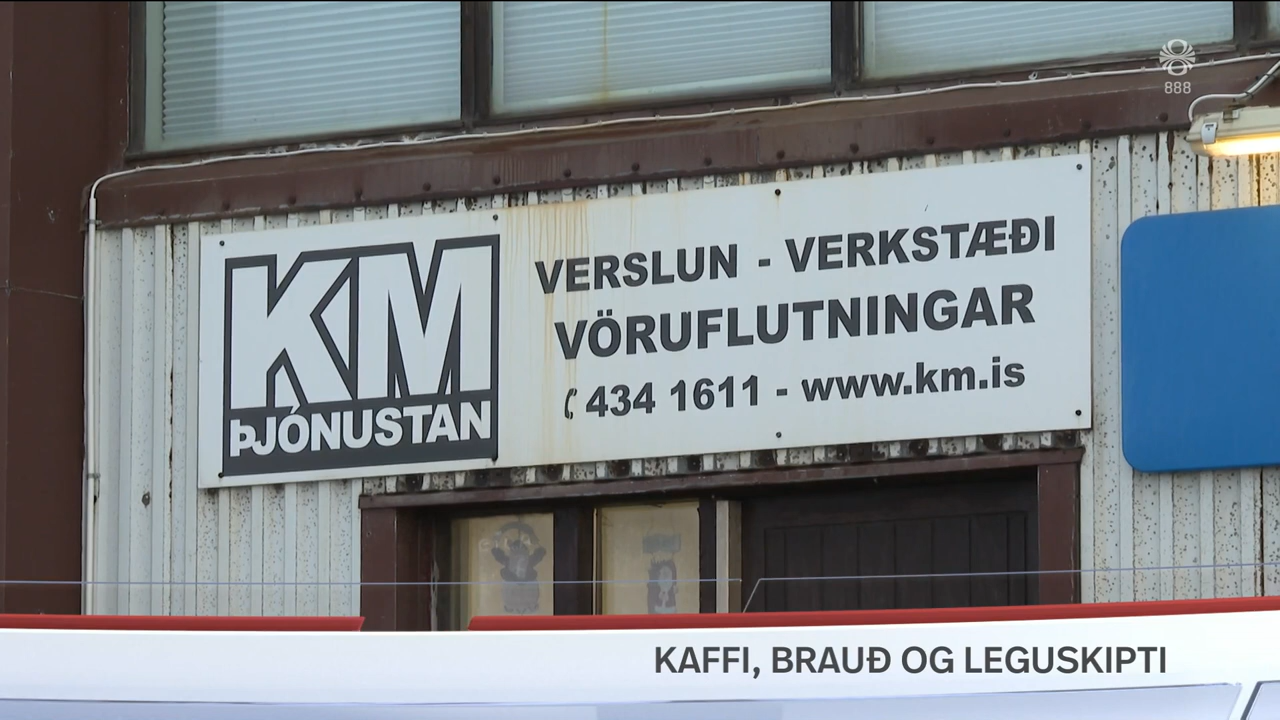 888
KM
ÞJÓNUSTAN
VERSLUN - VERKSTÆÐI
VÖRUFLUTNINGAR
434 1611 - www.km.is
KAFFI, BRAUÐ OG LEGUSKIPTI